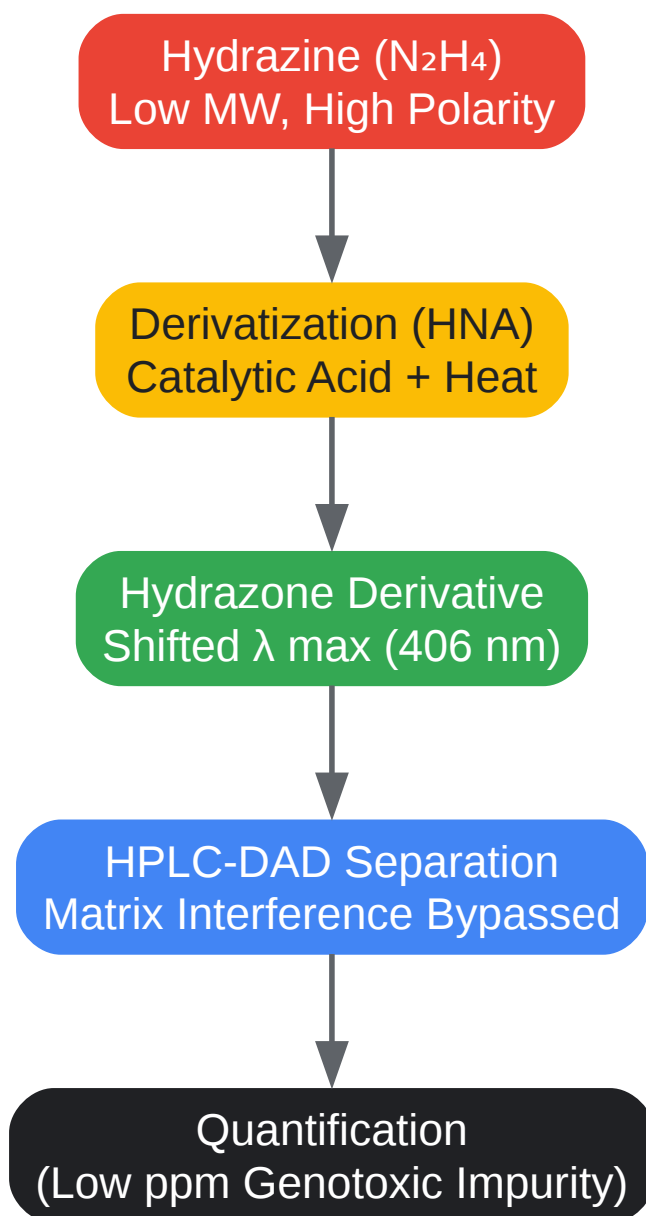 Hydrazine (N₂H₄)
Low MW, High Polarity
Derivatization (HNA)
Catalytic Acid + Heat
Hydrazone Derivative
Shifted λ max (406 nm)
HPLC-DAD Separation
Matrix Interference Bypassed
Quantification
(Low ppm Genotoxic Impurity)